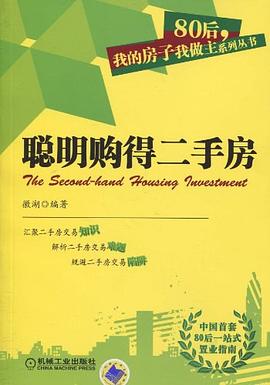 80后,
我的房子我做主系列丛书
聪明购得二手房
The Second-hand Housing Investment
徽湖◎编著
汇聚二手房交易知识
解析二手房交易难题
规避二手房交易陷阱
中国首套
80后一站式
置业指南
机械工业出版社
CHINA MACHINE PRESS